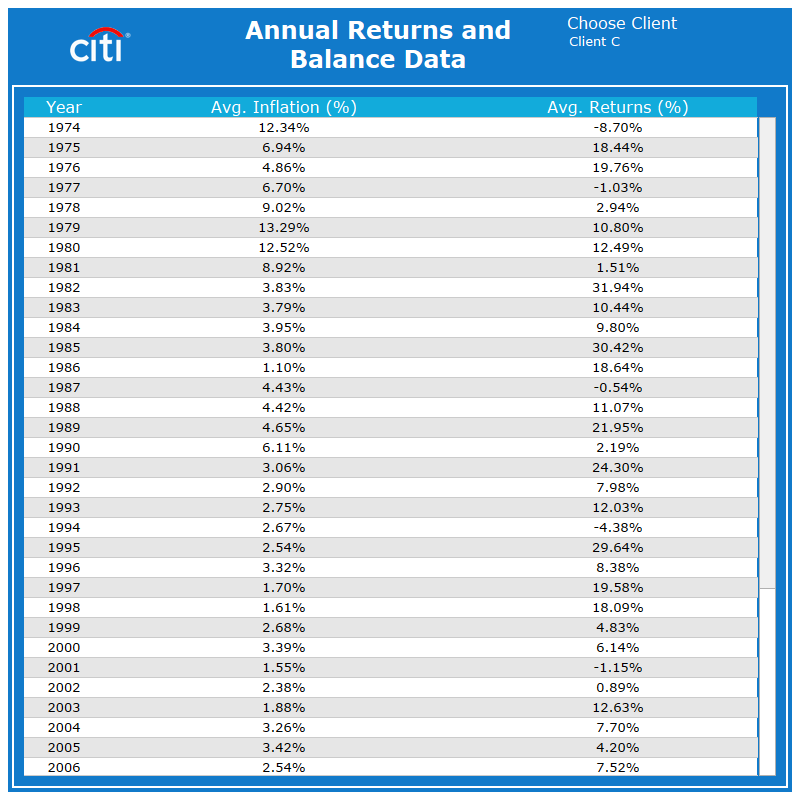 citi®
Annual Returns and
Balance Data
Choose Client
Client C
Year Avg. Inflation (%) Avg. Returns (%)
1974 12.34% -8.70%
1975 6.94% 18.44%
1976 4.86% 19.76%
1977 6.70% -1.03%
1978 9.02% 2.94%
1979 13.29% 10.80%
1980 12.52% 12.49%
1981 8.92% 1.51%
1982 3.83% 31.94%
1983 3.79% 10.44%
1984 3.95% 9.80%
1985 3.80% 30.42%
1986 1.10% 18.64%
1987 4.43% -0.54%
1988 4.42% 11.07%
1989 4.65% 21.95%
1990 6.11% 2.19%
1991 3.06% 24.30%
1992 2.90% 7.98%
1993 2.75% 12.03%
1994 2.67% -4.38%
1995 2.54% 29.64%
1996 3.32% 8.38%
1997 1.70% 19.58%
1998 1.61% 18.09%
1999 2.68% 4.83%
2000 3.39% 6.14%
2001 1.55% -1.15%
2002 2.38% 0.89%
2003 1.88% 12.63%
2004 3.26% 7.70%
2005 3.42% 4.20%
2006 2.54% 7.52%